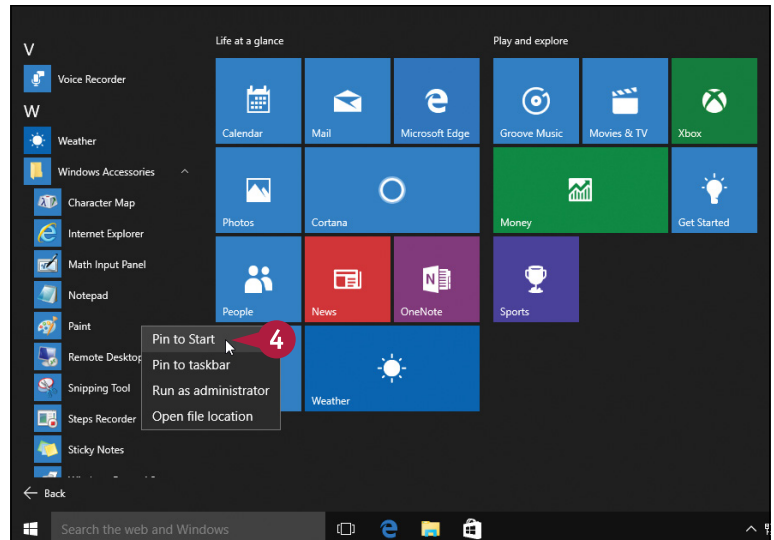 Life at a glance
Play and explore
V
Voice Recorder
W
Weather
Windows Accessories
Character Map
Internet Explorer
Math Input Panel
Notepad
Paint
Remote Desktop
Snipping Tool
Steps Recorder
Sticky Notes
Back
Calendar
Mail
Microsoft Edge
Groove Music
Movies & TV
Xbox
Photos
Cortana
Money
Get Started
People
News
OneNote
Sports
Weather
Pin to Start
4
Pin to taskbar
Run as administrator
Open file location
Search the web and Windows